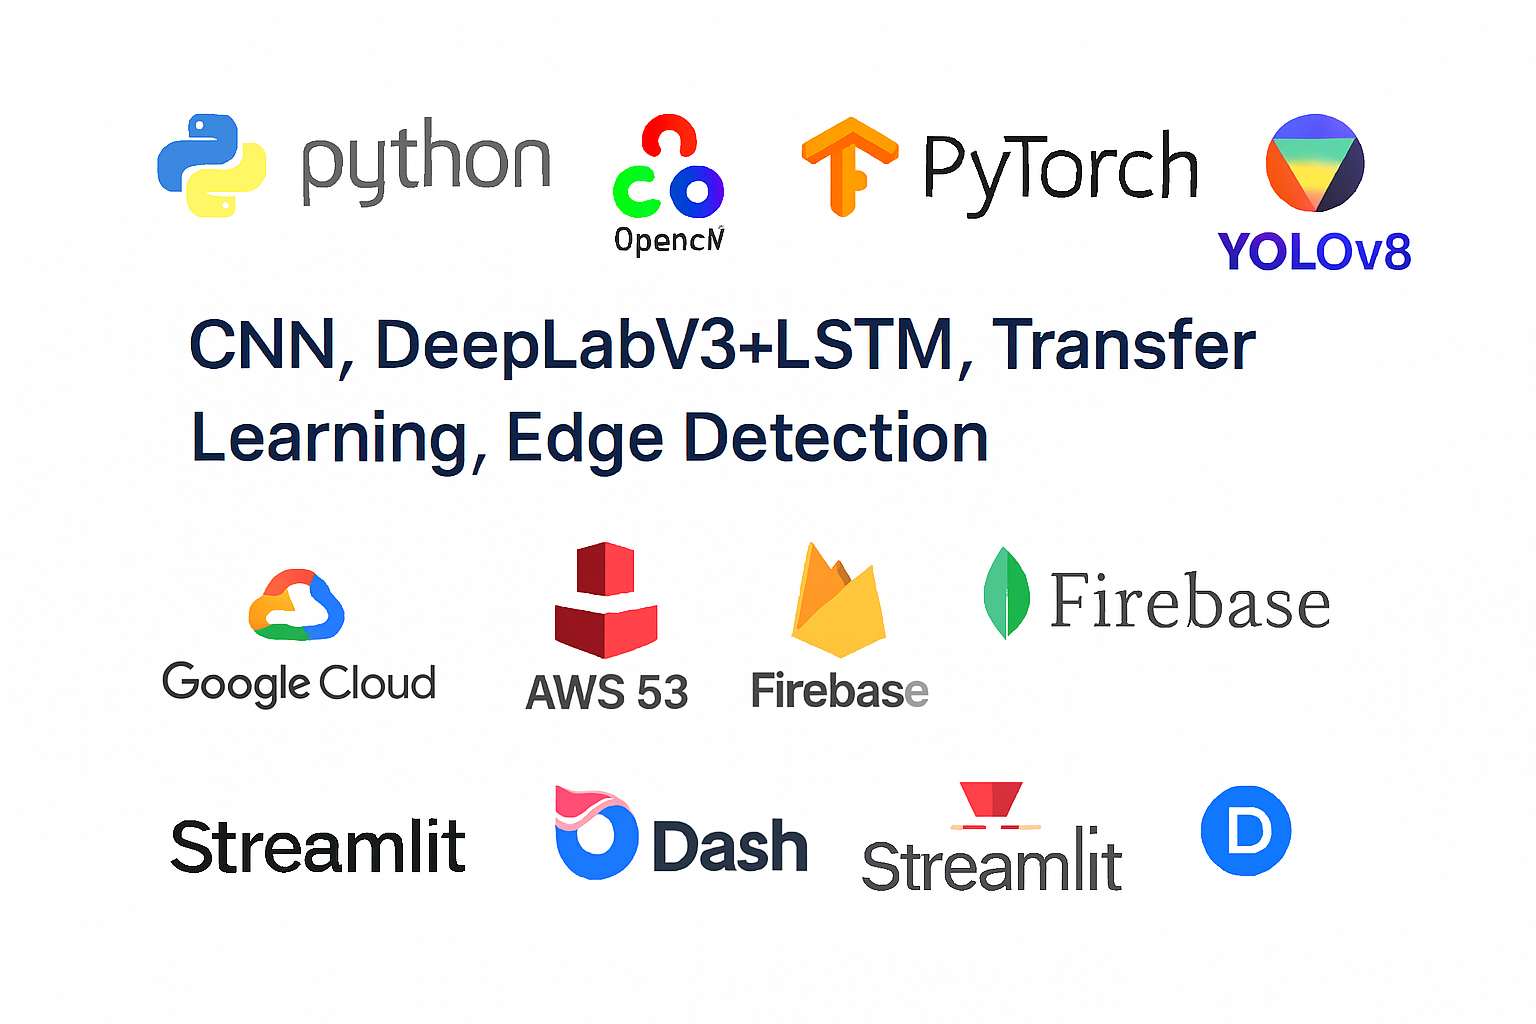 python
OpencN
PyTorch
YOLOv8
CNN, DeepLabV3+LSTM, Transfer
Learning, Edge Detection
Google Cloud
AWS 53
Firebase
Firebase
Streamlit
Dash
Streamlit
D